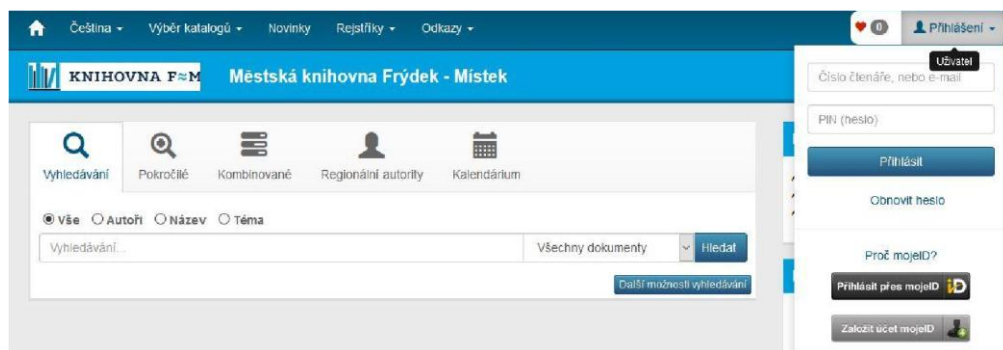 Čeština Výběr katalogů Novinky Rejstříky Odkazy 0 Přihlášení
Uživatel
KNIHOVNA F≈M Městská knihovna Frýdek - Místek
Číslo čtenáře, nebo e-mail
PIN (heslo)
Přihlásit
Obnovit heslo
Proč mojeID?
Přihlásit přes mojeID
Založit účet mojeID
Vyhledávání Pokročilé Kombinované Regionální autority Kalendárium
Vše Autoři Název Téma
Vyhledávání... Všechny dokumenty Hledat
Další možnosti vyhledávání